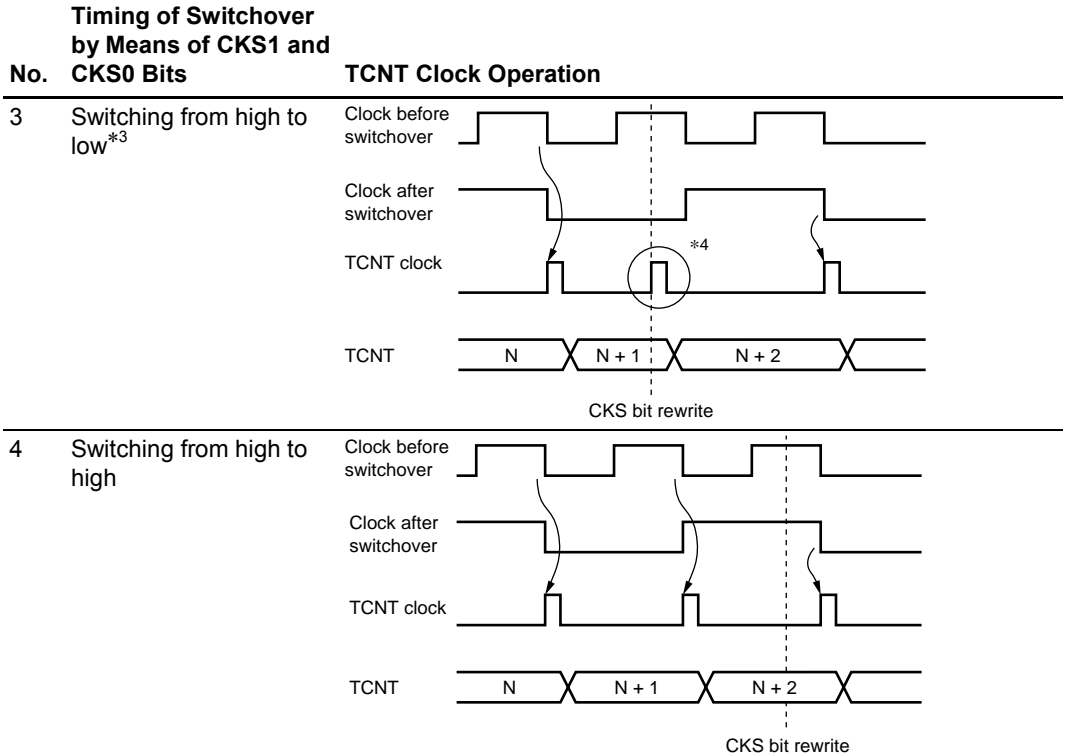 Timing of Switchover
by Means of CKS1 and
No. CKS0 Bits TCNT Clock Operation
3 Switching from high to
low*3
Clock before
switchover
Clock after
switchover
*4
TCNT clock
TCNT N N + 1 N + 2
CKS bit rewrite
4 Switching from high to
high
Clock before
switchover
Clock after
switchover
TCNT clock
TCNT N N + 1 N + 2
CKS bit rewrite